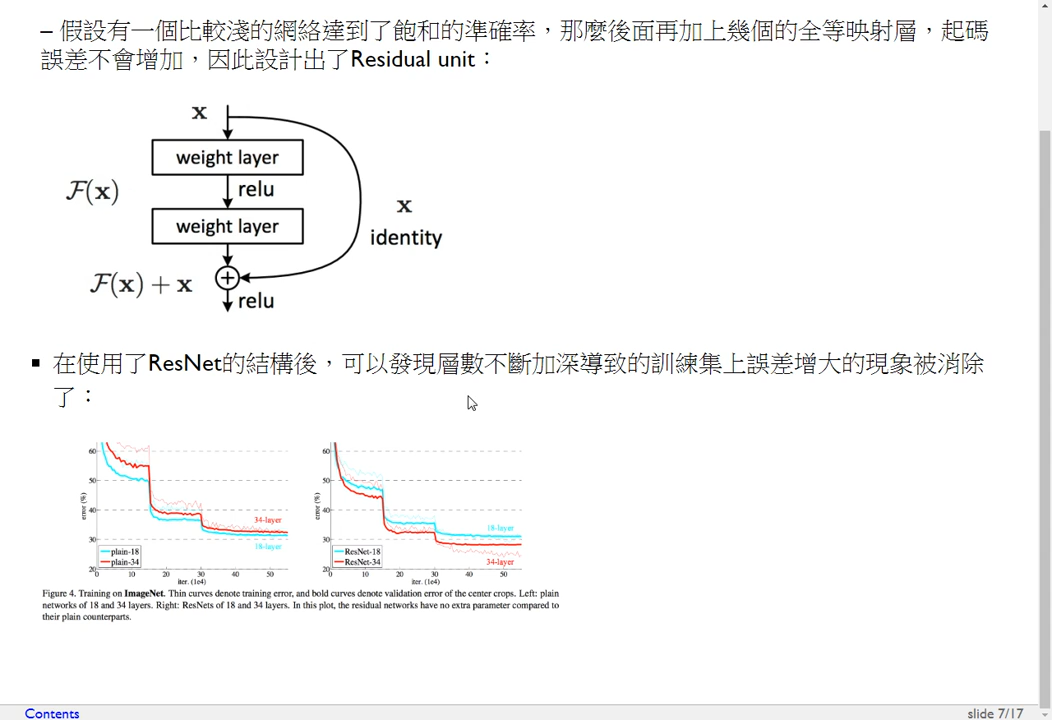 – 假設有一個比較淺的網絡達到了飽和的準確率，那麼後面再加上幾個的全等映射層，起碼
誤差不會增加，因此設計出了Residual unit：
x
weight layer
F(x)
relu
x
weight layer
identity
F(x) + x
relu
▪ 在使用了ResNet的結構後，可以發現層數不斷加深導致的訓練集上誤差增大的現象被消除
了：
60
50
40
30
20
error (%)
34-layer
18-layer
plain-18
plain-34
0 10 20 30 40 50
iter. (1e4)
60
50
40
30
20
error (%)
18-layer
34-layer
ResNet-18
ResNet-34
0 10 20 30 40 50
iter. (1e4)
Figure 4. Training on ImageNet. Thin curves denote training error, and bold curves denote validation error of the center crops. Left: plain
networks of 18 and 34 layers. Right: ResNets of 18 and 34 layers. In this plot, the residual networks have no extra parameter compared to
their plain counterparts.
Contents
slide 7/17